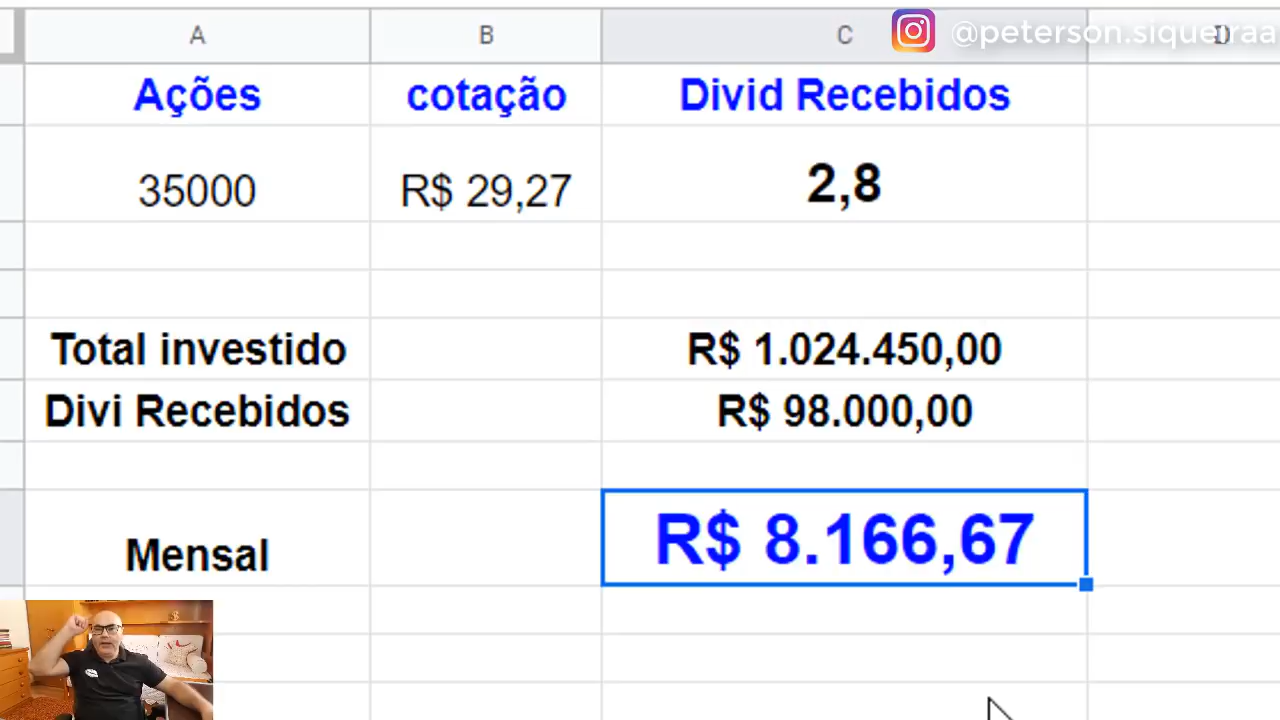 A B C D
@peterson.siqueiraa
Ações cotação Divid Recebidos
35000 R$ 29,27 2,8
Total investido R$ 1.024.450,00
Divi Recebidos R$ 98.000,00
Mensal R$ 8.166,67